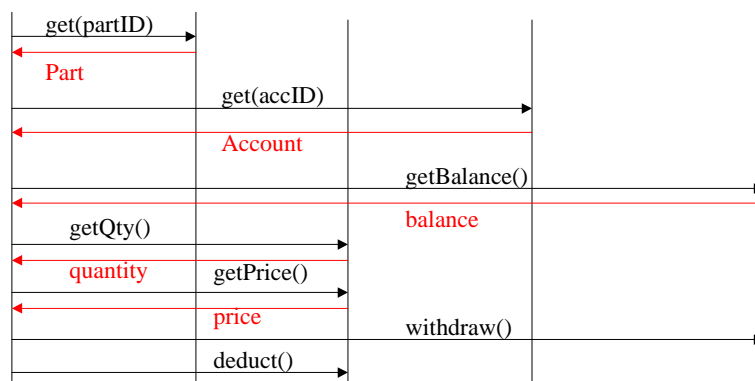 get(partID)
Part
get(accID)
Account
getBalance()
balance
getQty()
quantity
getPrice()
price
withdraw()
deduct()